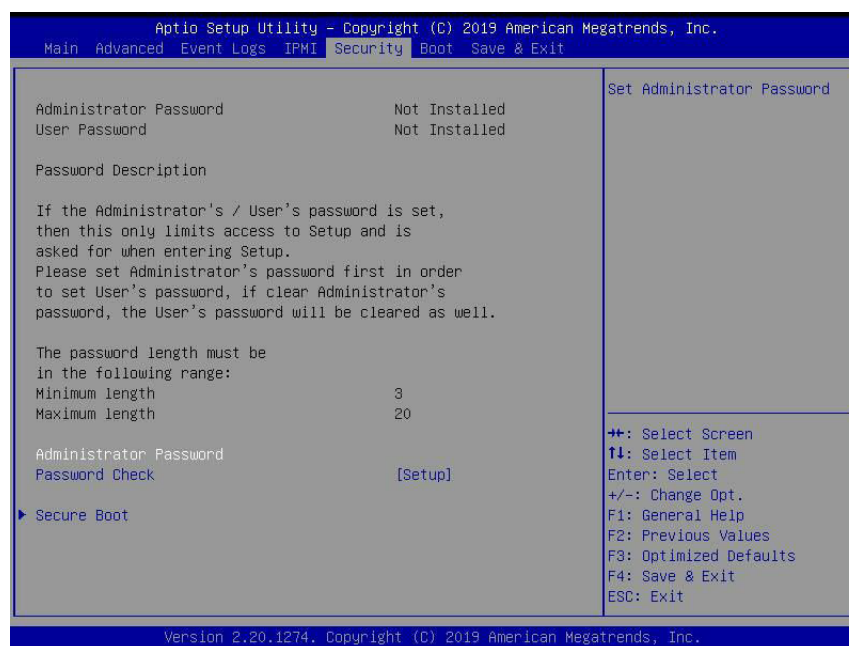 Aptio Setup Utility – Copyright (C) 2019 American Megatrends, Inc.
Main Advanced Event Logs IPMI Security Boot Save & Exit
Set Administrator Password
Administrator Password Not Installed
User Password Not Installed
Password Description
If the Administrator's / User's password is set,
then this only limits access to Setup and is
asked for when entering Setup.
Please set Administrator's password first in order
to set User's password, if clear Administrator's
password, the User's password will be cleared as well.
The password length must be
in the following range:
Minimum length 3
Maximum length 20
Administrator Password
Password Check [Setup]
▶ Secure Boot
→←: Select Screen
↑↓: Select Item
Enter: Select
+/-: Change Opt.
F1: General Help
F2: Previous Values
F3: Optimized Defaults
F4: Save & Exit
ESC: Exit
Version 2.20.1274. Copyright (C) 2019 American Megatrends, Inc.